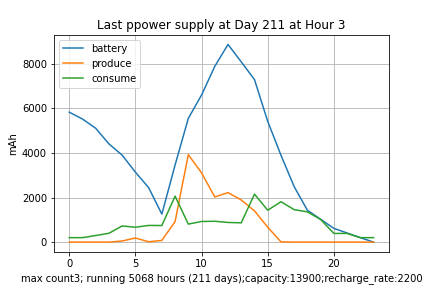 Last ppower supply at Day 211 at Hour 3
battery
produce
consume
mAh
8000
6000
4000
2000
0
0 5 10 15 20
max count3; running 5068 hours (211 days);capacity:13900;recharge_rate:2200